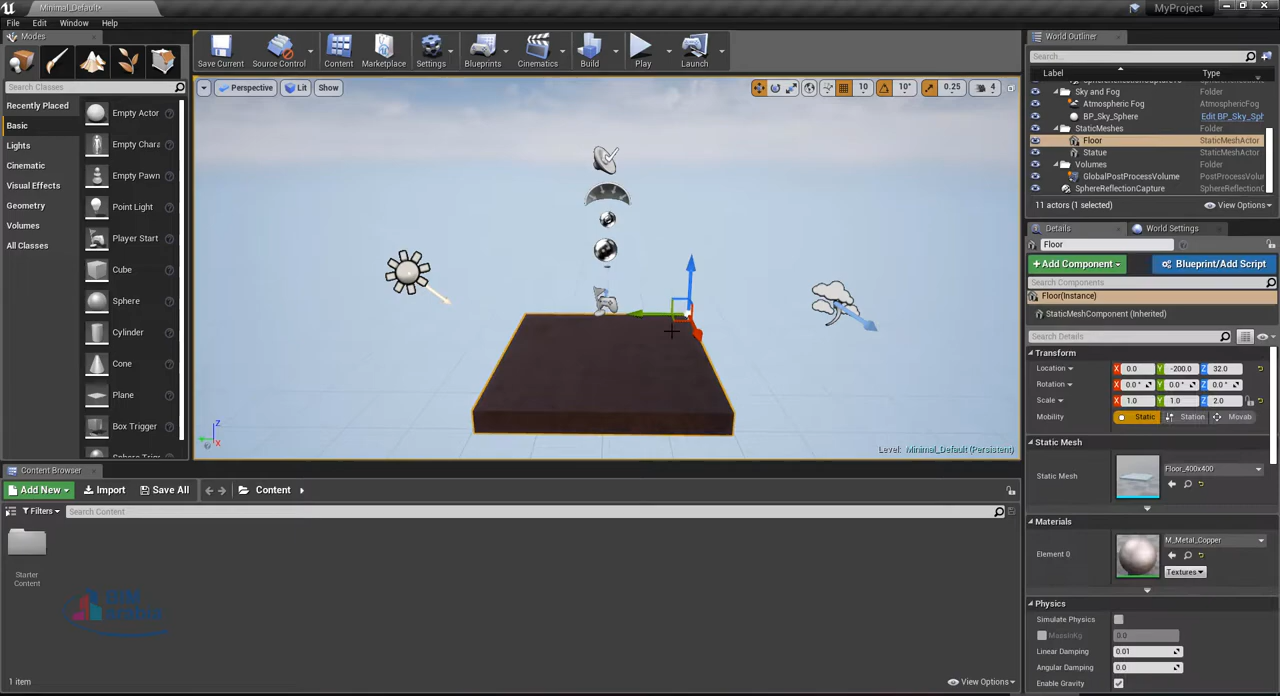 Minimal_Default*
MyProject
File Edit Window Help
Modes
Search Classes
Recently Placed
Basic
Lights
Cinematic
Visual Effects
Geometry
Volumes
All Classes
Empty Actor
Empty Chara
Empty Pawn
Point Light
Player Start
Cube
Sphere
Cylinder
Cone
Plane
Box Trigger
Save Current Source Control Content Marketplace Settings Blueprints Cinematics Build Play Launch
Perspective Lit Show 10 10° 0.25 4
Level: Minimal_Default (Persistent)
World Outliner
Search...
Label Type
Sky and Fog Folder
Atmospheric Fog AtmosphericFog
BP_Sky_Sphere Edit BP_Sky_Sph
StaticMeshes Folder
Floor StaticMeshActor
Statue StaticMeshActor
Volumes Folder
GlobalPostProcessVolume PostProcessVolum
SphereReflectionCapture SphereReflectionC
11 actors (1 selected) View Options
Details World Settings
Floor
+Add Component Blueprint/Add Script
Search Components
Floor(Instance)
StaticMeshComponent (Inherited)
Search Details
Transform
Location X 0.0 Y -200.0 Z 32.0
Rotation X 0.0° Y 0.0° Z 0.0°
Scale X 1.0 Y 1.0 Z 2.0
Mobility Static Station Movab
Static Mesh
Static Mesh Floor_400x400
Materials
Element 0 M_Metal_Copper
Textures
Physics
Simulate Physics
MassInKg 0.0
Linear Damping 0.01
Angular Damping 0.0
Enable Gravity
Content Browser
Add New Import Save All Content
Filters Search Content
Starter
Content
1 item View Options
Z
X